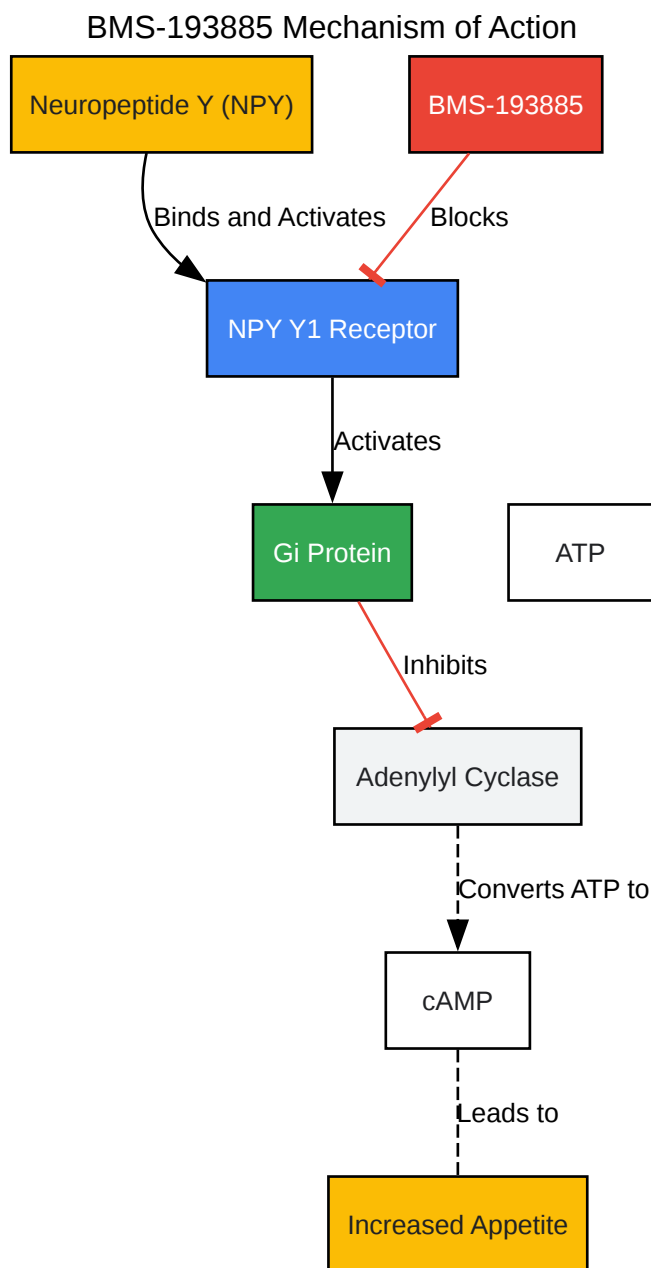 BMS-193885 Mechanism of Action
Neuropeptide Y (NPY)
BMS-193885
Binds and Activates
Blocks
NPY Y1 Receptor
Activates
Gi Protein
ATP
Inhibits
Adenylyl Cyclase
Converts ATP to
cAMP
Leads to
Increased Appetite